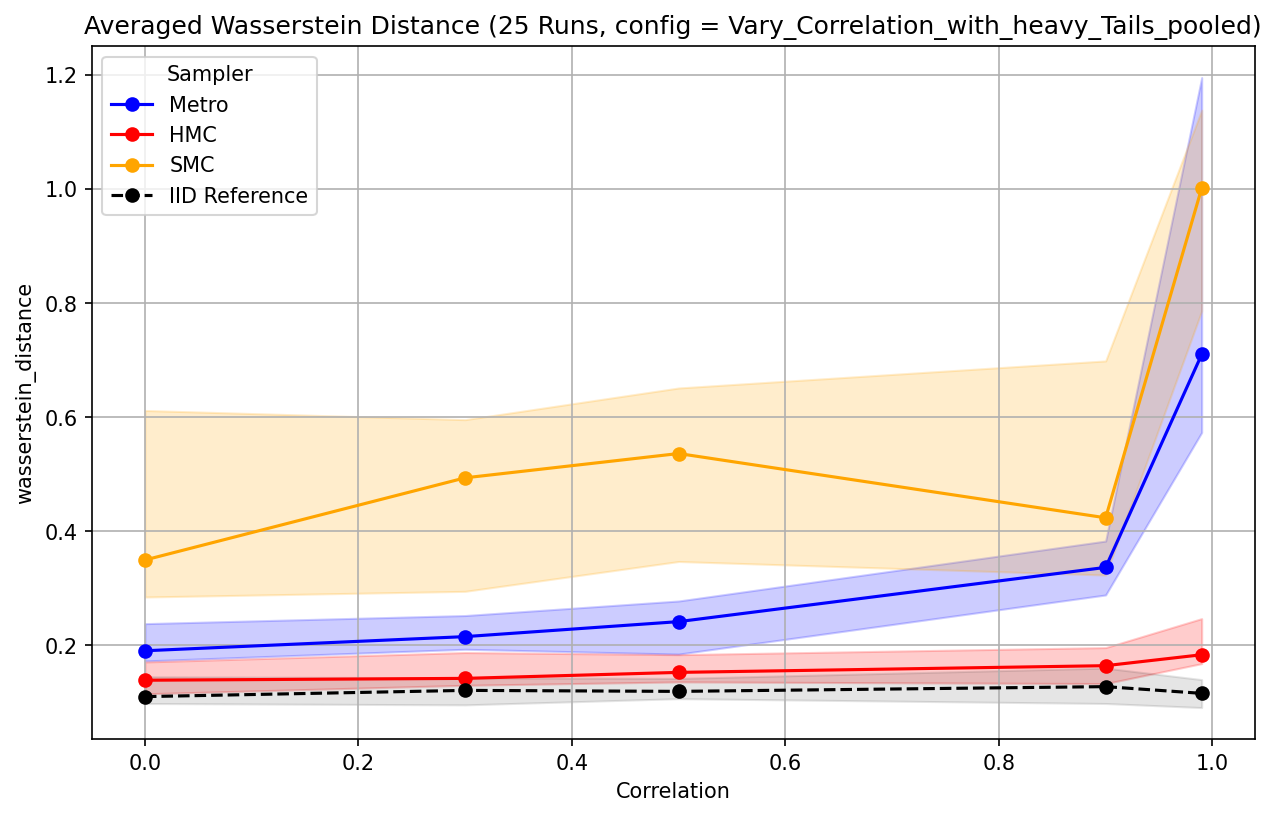 Averaged Wasserstein Distance (25 Runs, config = Vary_Correlation_with_heavy_Tails_pooled)
wasserstein_distance
1.2
1.0
0.8
0.6
0.4
0.2
Sampler
Metro
HMC
SMC
IID Reference
0.0
0.2
0.4
0.6
0.8
1.0
Correlation